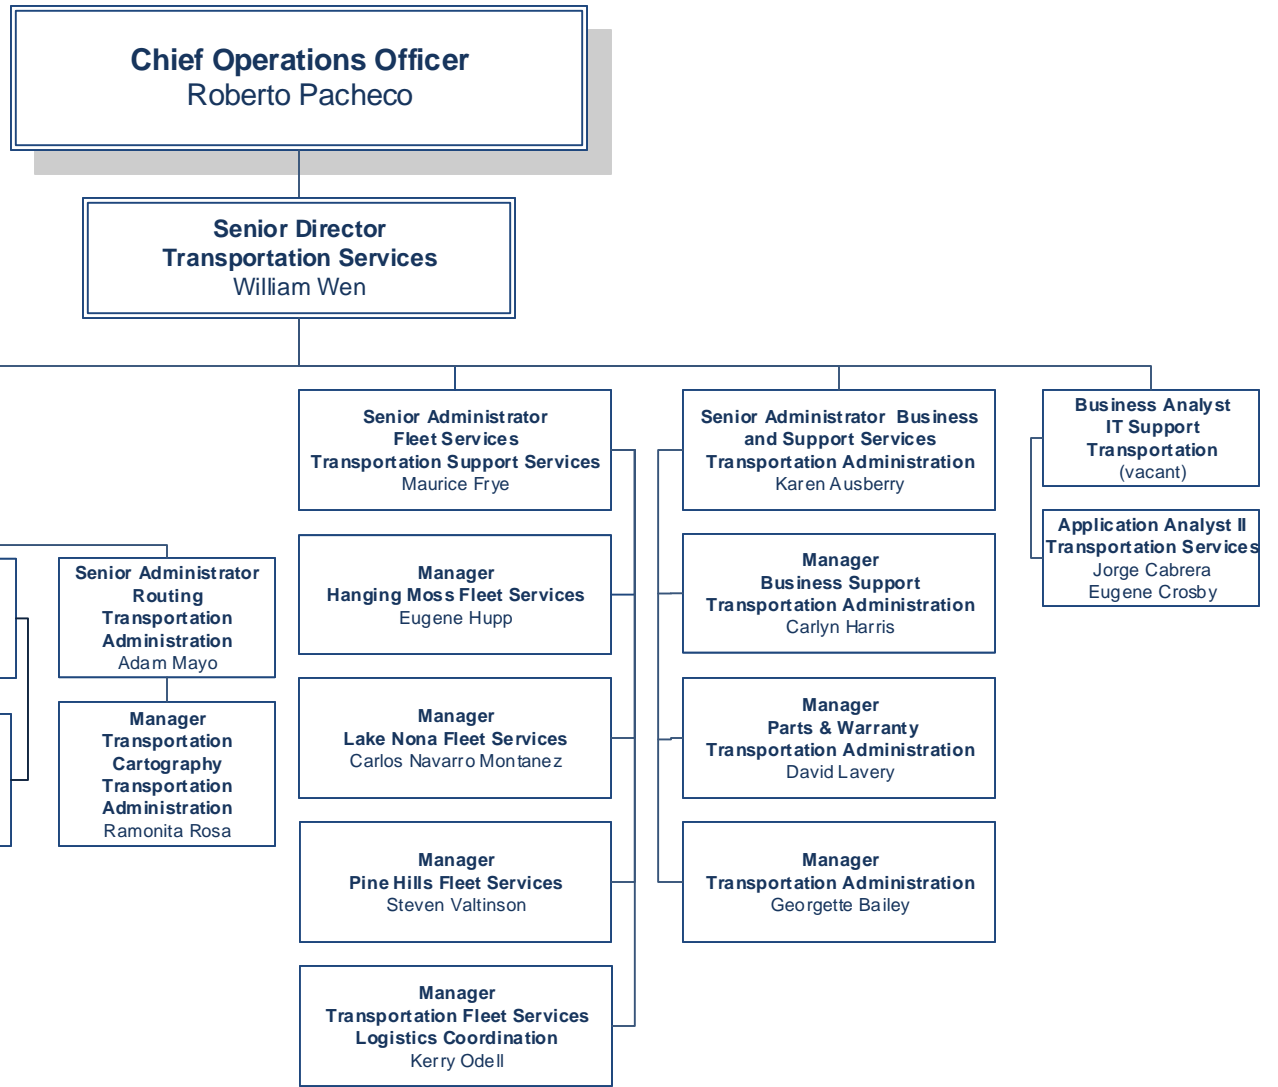 Chief Operations Officer
Roberto Pacheco
Senior Director
Transportation Services
William Wen
Senior Administrator
Routing
Transportation
Administration
Adam Mayo
Manager
Transportation
Cartography
Transportation
Administration
Ramonita Rosa
Senior Administrator
Fleet Services
Transportation Support Services
Maurice Frye
Manager
Hanging Moss Fleet Services
Eugene Hupp
Manager
Lake Nona Fleet Services
Carlos Navarro Montanez
Manager
Pine Hills Fleet Services
Steven Valtinson
Manager
Transportation Fleet Services
Logistics Coordination
Kerry Odell
Senior Administrator Business
and Support Services
Transportation Administration
Karen Ausberry
Manager
Business Support
Transportation Administration
Carlyn Harris
Manager
Parts & Warranty
Transportation Administration
David Lavery
Manager
Transportation Administration
Georgette Bailey
Business Analyst
IT Support
Transportation
(vacant)
Application Analyst II
Transportation Services
Jorge Cabrera
Eugene Crosby